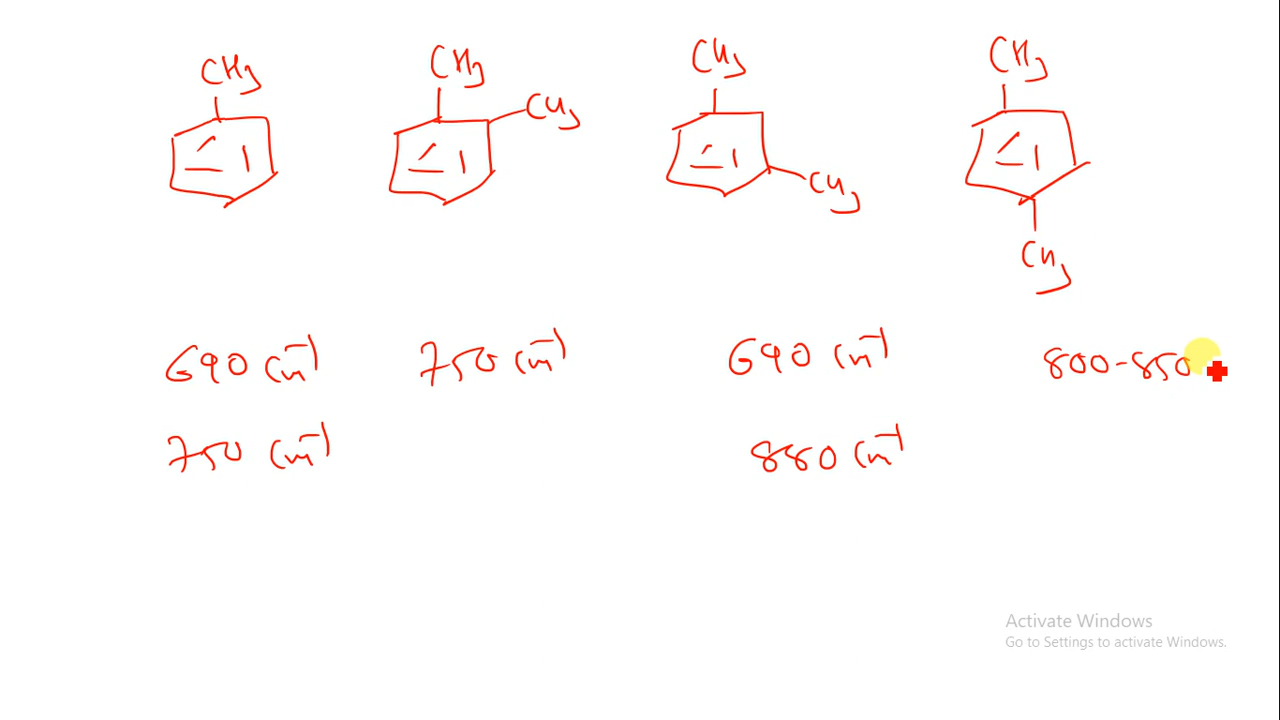 CH3 CH3 CH3 CH3
CH3
CH3
CH3
690 cm⁻¹ 750 cm⁻¹ 690 cm⁻¹ 800-850
750 cm⁻¹ 880 cm⁻¹
Activate Windows
Go to Settings to activate Windows.